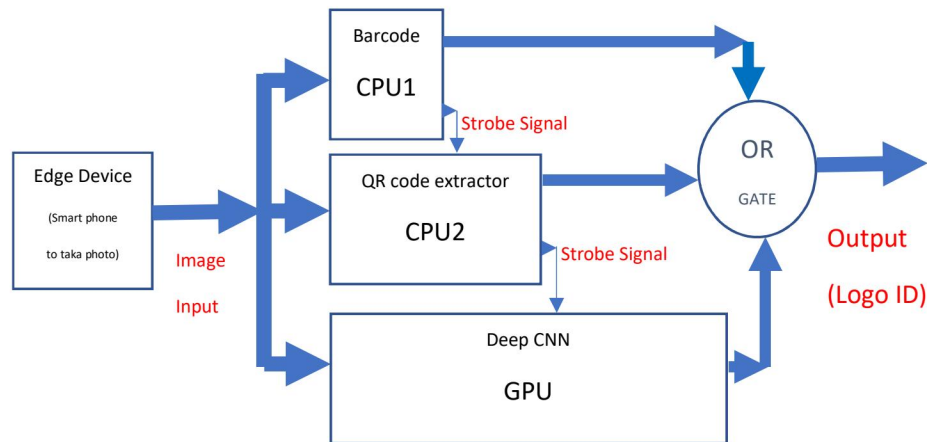 Barcode
CPU1
Strobe Signal
Edge Device
(Smart phone
to taka photo)
Image
Input
QR code extractor
CPU2
Strobe Signal
OR
GATE
Output
(Logo ID)
Deep CNN
GPU